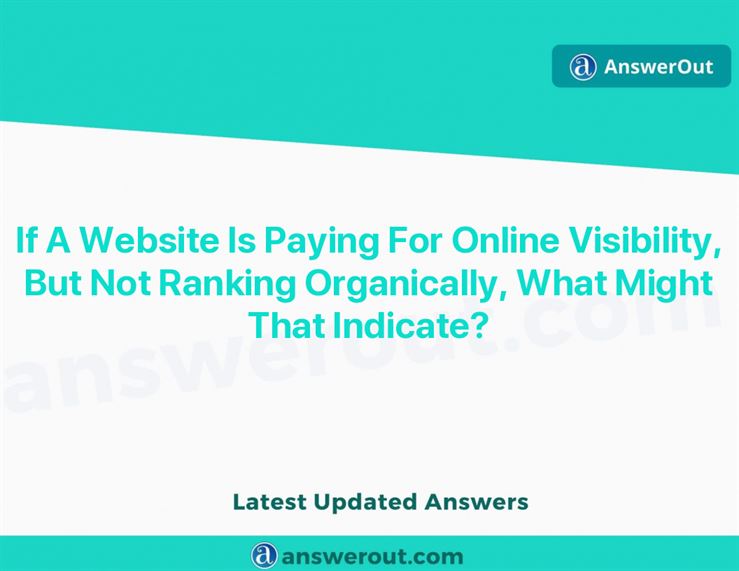 AnswerOut
If A Website Is Paying For Online Visibility,
But Not Ranking Organically, What Might
That Indicate?
answerout.com
Latest Updated Answers
answerout.com